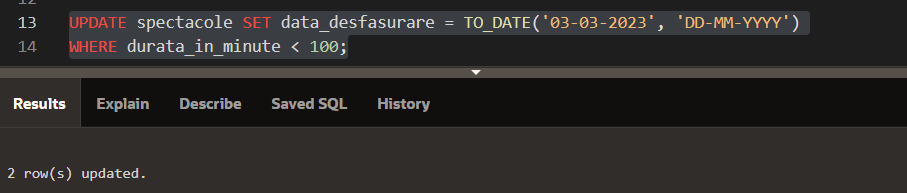 13 UPDATE spectacole SET data_desfasurare = TO_DATE('03-03-2023', 'DD-MM-YYYY')
14 WHERE durata_in_minute < 100;
Results Explain Describe Saved SQL History
2 row(s) updated.